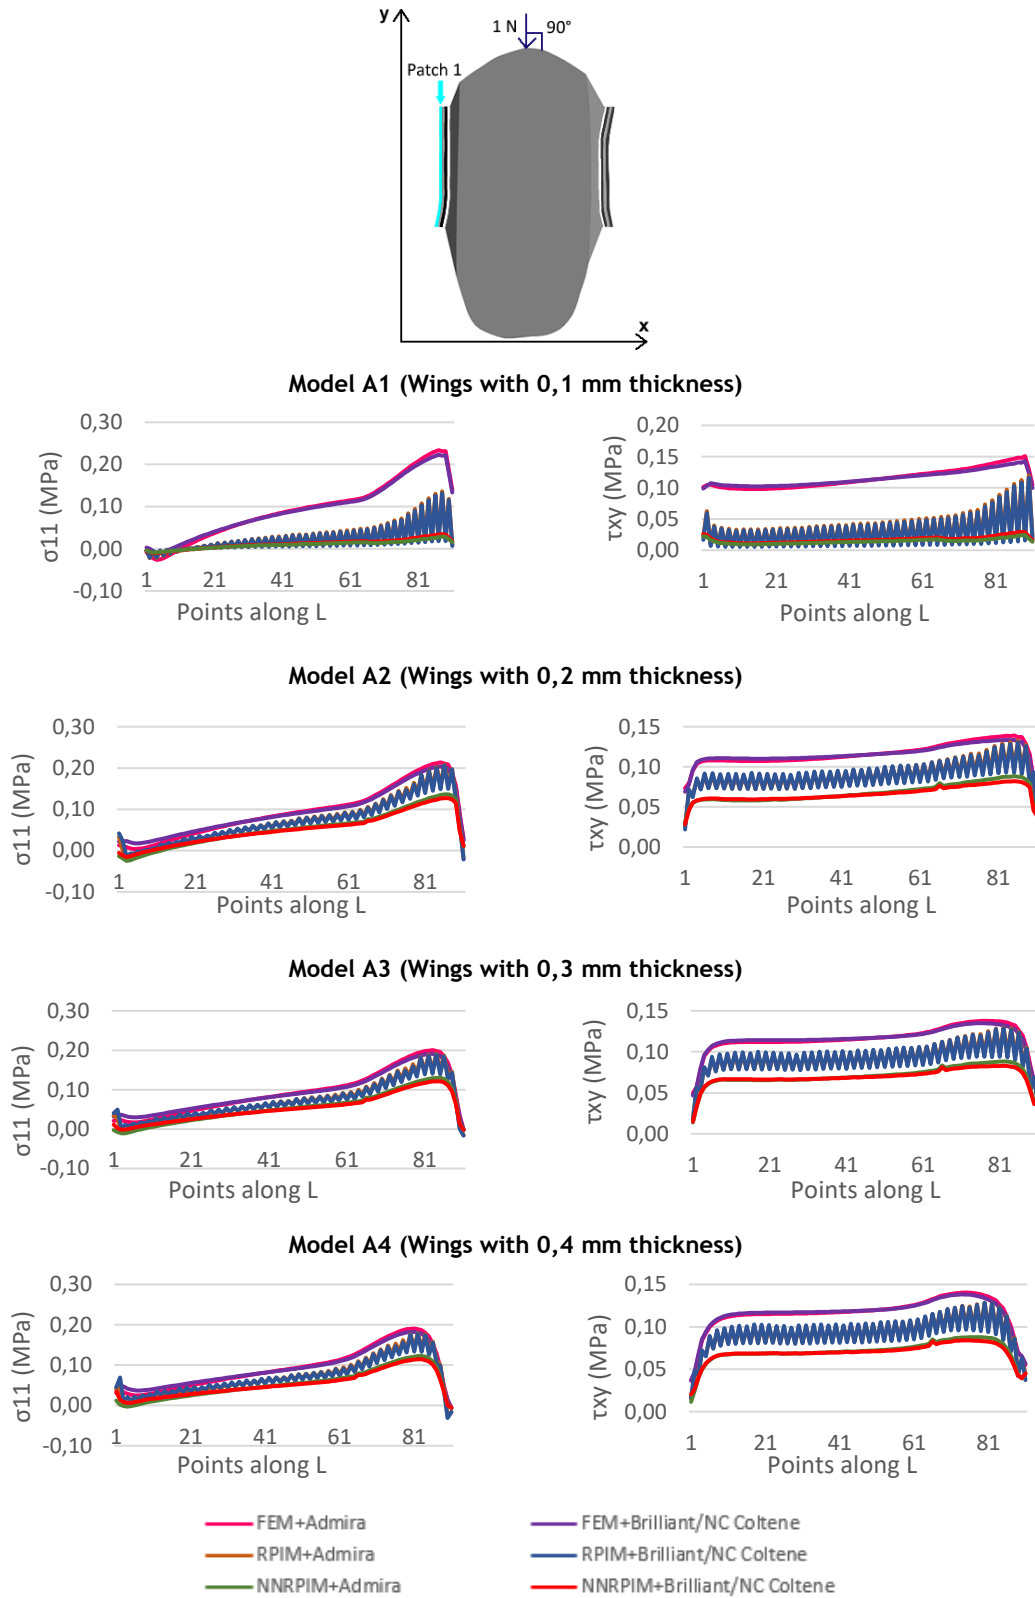 y
1 N
90°
Patch 1
x
Model A1 (Wings with 0,1 mm thickness)
0,30
0,20
0,10
0,00
-0,10
σ11 (MPa)
1 21 41 61 81
Points along L
0,20
0,15
0,10
0,05
0,00
τxy (MPa)
1 21 41 61 81
Points along L
Model A2 (Wings with 0,2 mm thickness)
0,30
0,20
0,10
0,00
-0,10
σ11 (MPa)
1 21 41 61 81
Points along L
0,15
0,10
0,05
0,00
τxy (MPa)
1 21 41 61 81
Points along L
Model A3 (Wings with 0,3 mm thickness)
0,30
0,20
0,10
0,00
-0,10
σ11 (MPa)
1 21 41 61 81
Points along L
0,15
0,10
0,05
0,00
τxy (MPa)
1 21 41 61 81
Points along L
Model A4 (Wings with 0,4 mm thickness)
0,30
0,20
0,10
0,00
-0,10
σ11 (MPa)
1 21 41 61 81
Points along L
0,15
0,10
0,05
0,00
τxy (MPa)
1 21 41 61 81
Points along L
FEM+Admira
FEM+Brilliant/NC Coltene
RPIM+Admira
RPIM+Brilliant/NC Coltene
NNRPIM+Admira
NNRPIM+Brilliant/NC Coltene